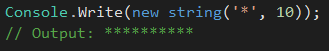 Console.Write(new string('*', 10));
// Output: **********